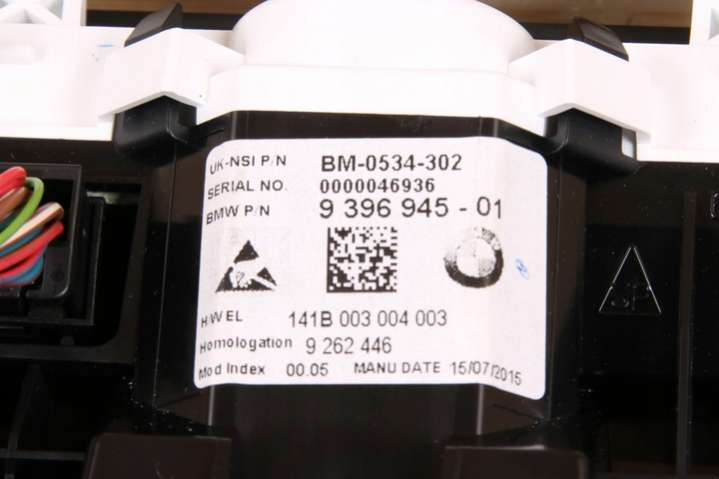 UK-NSI P/N BM-0534-302
SERIAL NO. 0000046936
BMW P/N 9 396 945 - 01
H/W EL 141B 003 004 003
Homologation 9 262 446
Mod Index 00.05 MANU DATE 15/07/2015